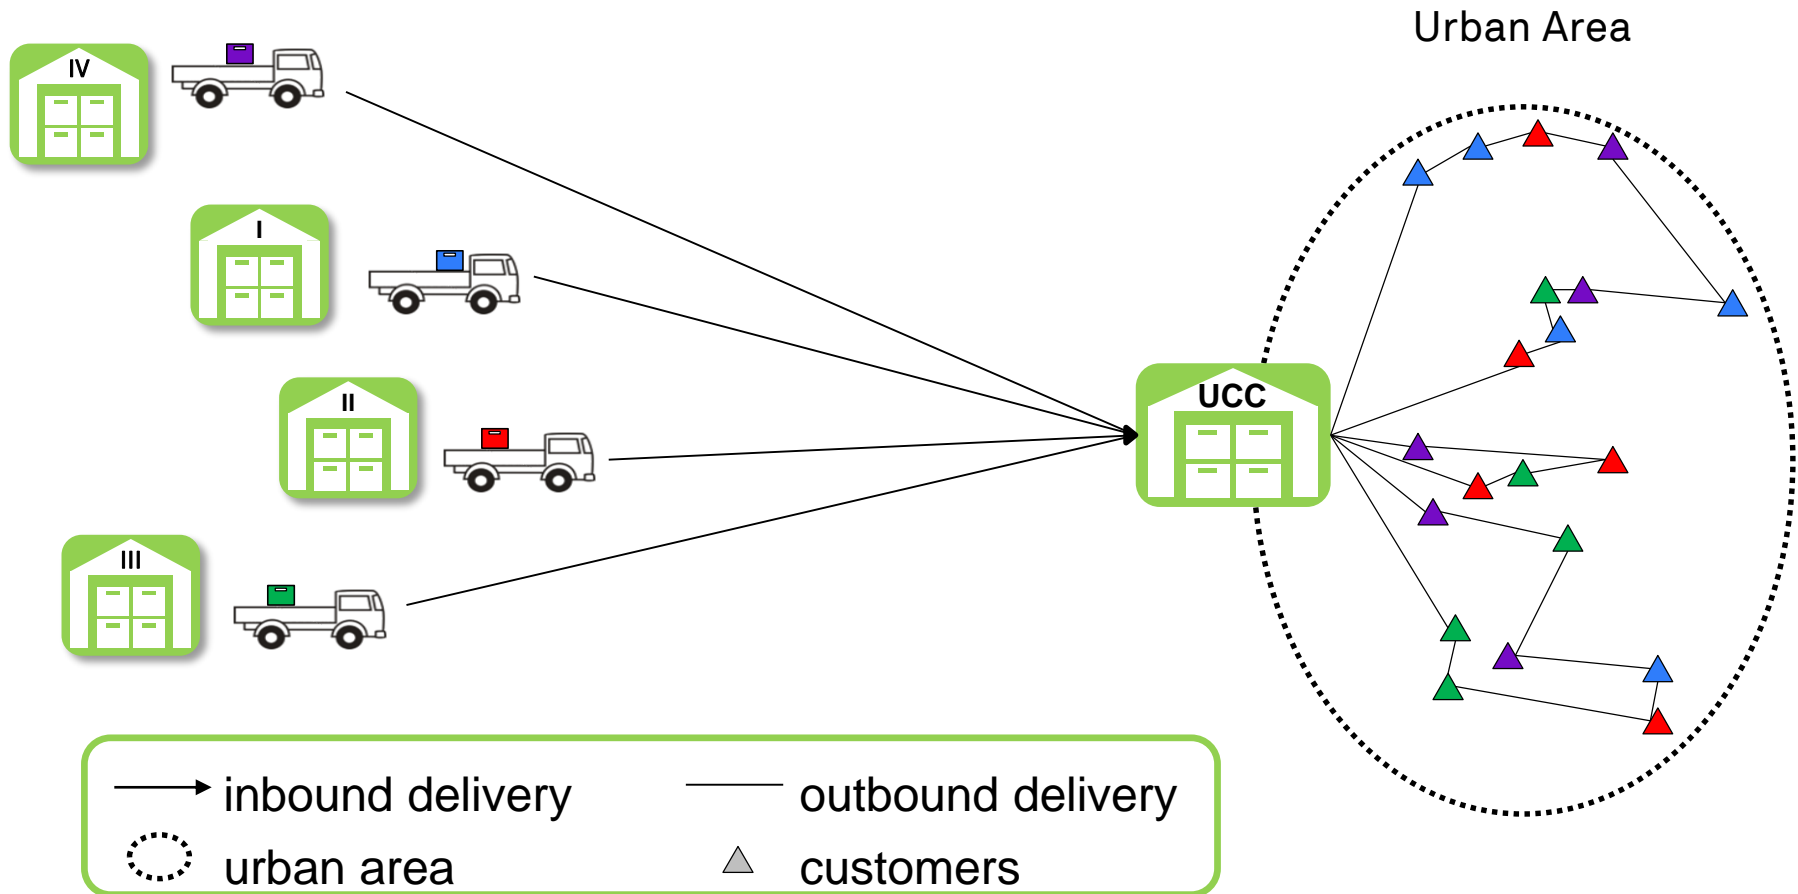 Urban Area
IV
I
II
III
UCC
inbound delivery
outbound delivery
urban area
customers